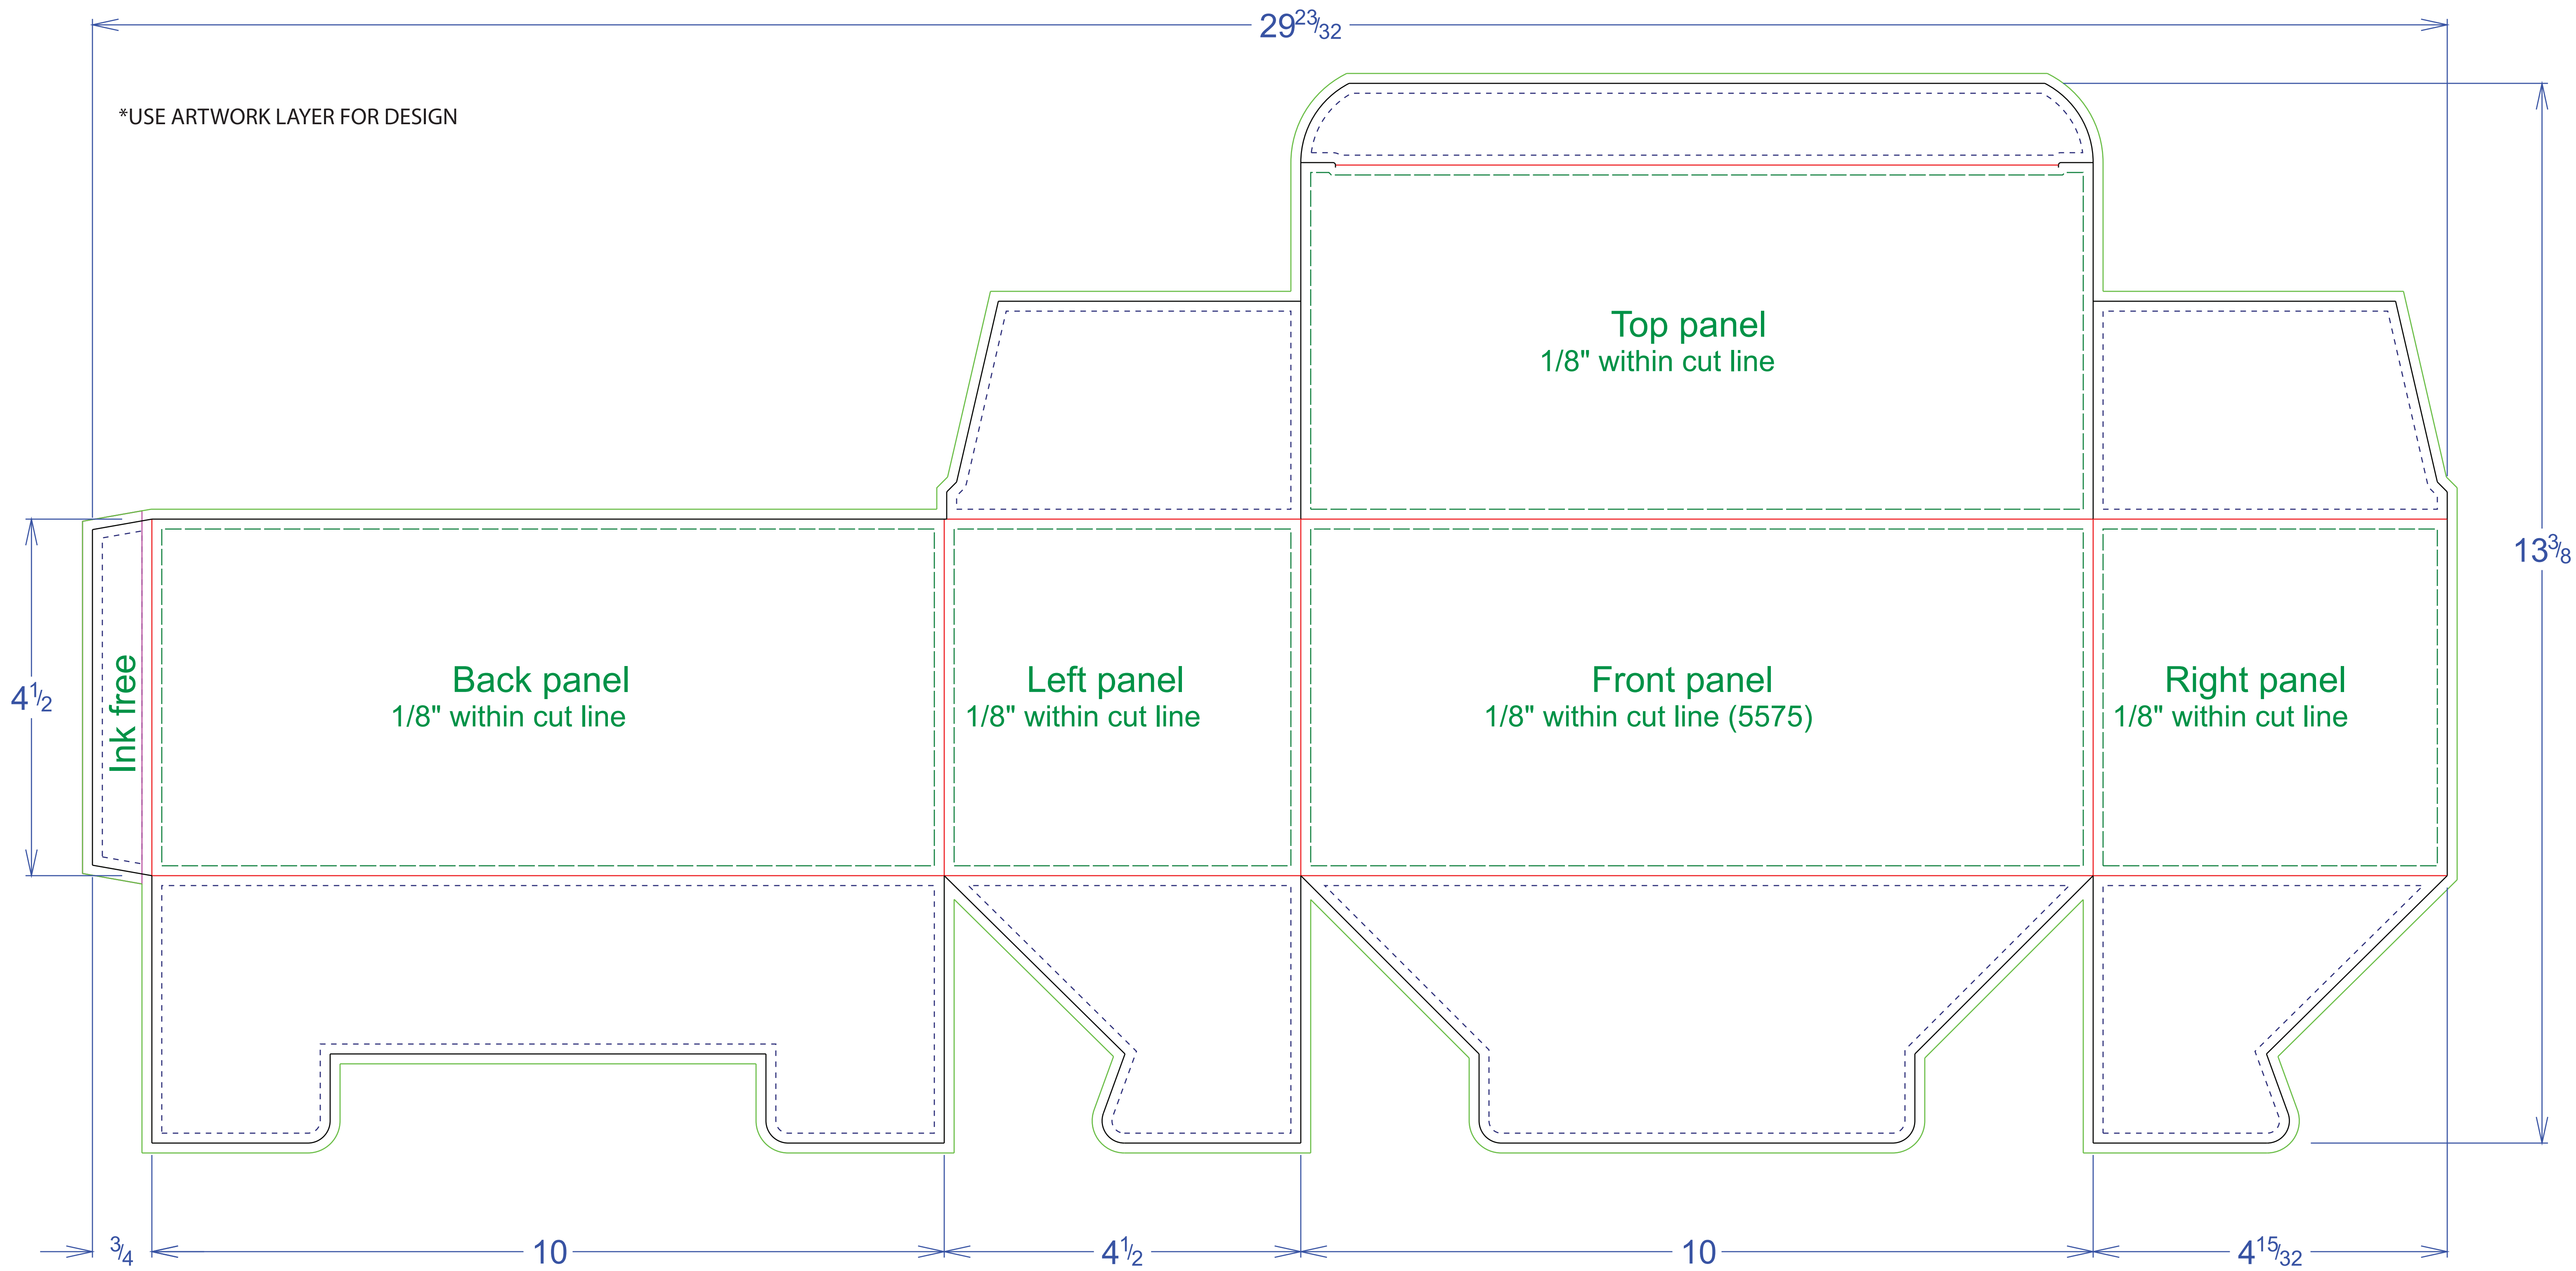 29 23/32
*USE ARTWORK LAYER FOR DESIGN
Top panel
1/8" within cut line
13 3/8
4 1/2
Ink free
Back panel
1/8" within cut line
Left panel
1/8" within cut line
Front panel
1/8" within cut line (5575)
Right panel
1/8" within cut line
3/4
10
4 1/2
10
4 15/32